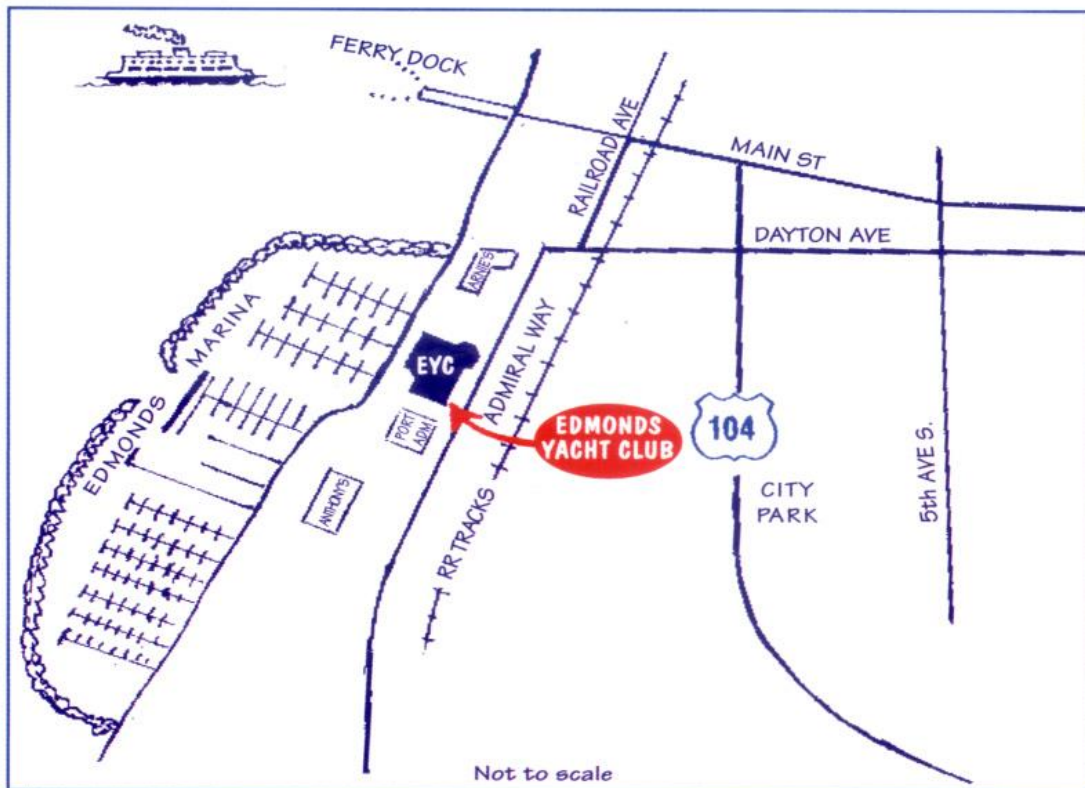 FERRY DOCK
RAILROAD AVE
MAIN ST
DAYTON AVE
ARNIE'S
EDMONDS MARINA
EYC
ADMIRAL WAY
PORT
ADM
EDMONDS
YACHT CLUB
104
ANTHONY'S
RR TRACKS
CITY
PARK
5th AVE S.
Not to scale